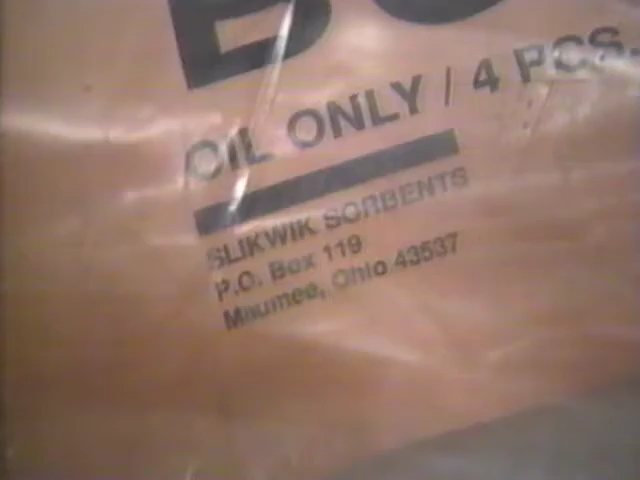 OIL ONLY / 4 PCS.
SLIKWIK SORBENTS
P.O. Box 119
Maumee, Ohio 43537